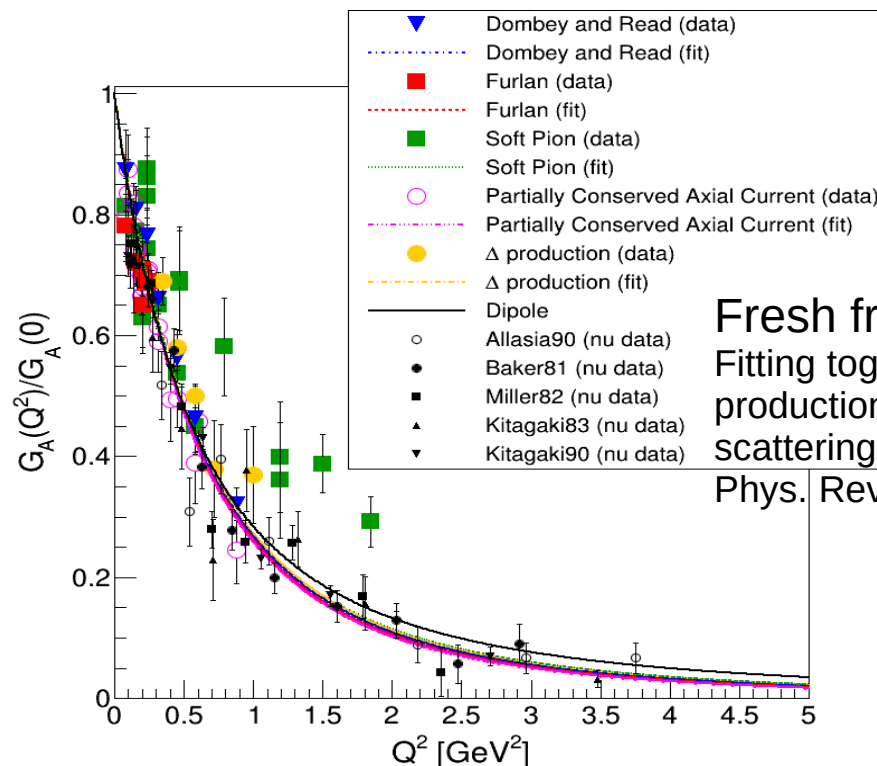 Dombey and Read (data)
Dombey and Read (fit)
Furlan (data)
Furlan (fit)
Soft Pion (data)
Soft Pion (fit)
Partially Conserved Axial Current (data)
Partially Conserved Axial Current (fit)
Δ production (data)
Δ production (fit)
Dipole
Allasia90 (nu data)
Baker81 (nu data)
Miller82 (nu data)
Kitagaki83 (nu data)
Kitagaki90 (nu data)
Fresh fr
Fitting tog
production
scattering
Phys. Rev
G_A(Q²)/G_A(0)
1
0.8
0.6
0.4
0.2
0
0 0.5 1 1.5 2 2.5 3 3.5 4 4.5 5
Q² [GeV²]